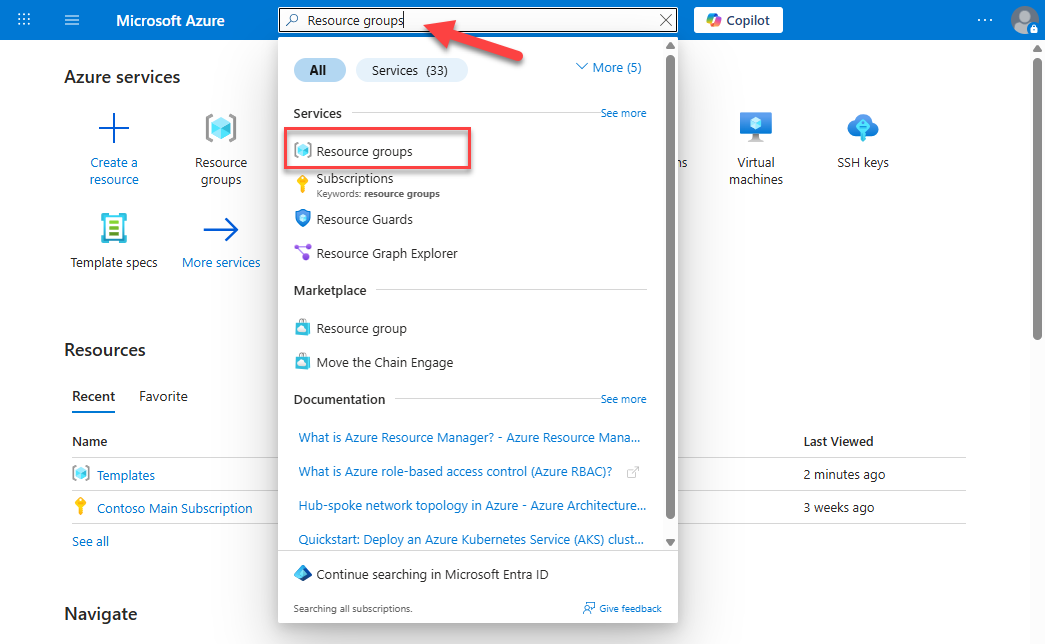 Microsoft Azure
Resource groups
Copilot
Azure services
Create a
resource
Resource
groups
ns
Virtual
machines
SSH keys
Template specs
More services
All
Services (33)
More (5)
Services
See more
Resource groups
Subscriptions
Keywords: resource groups
Resource Guards
Resource Graph Explorer
Marketplace
Resource group
Move the Chain Engage
Documentation
See more
What is Azure Resource Manager? - Azure Resource Mana...
What is Azure role-based access control (Azure RBAC)?
Hub-spoke network topology in Azure - Azure Architecture...
Quickstart: Deploy an Azure Kubernetes Service (AKS) clust...
Continue searching in Microsoft Entra ID
Searching all subscriptions.
Give feedback
Resources
Recent
Favorite
Name
Last Viewed
Templates
2 minutes ago
Contoso Main Subscription
3 weeks ago
See all
Navigate